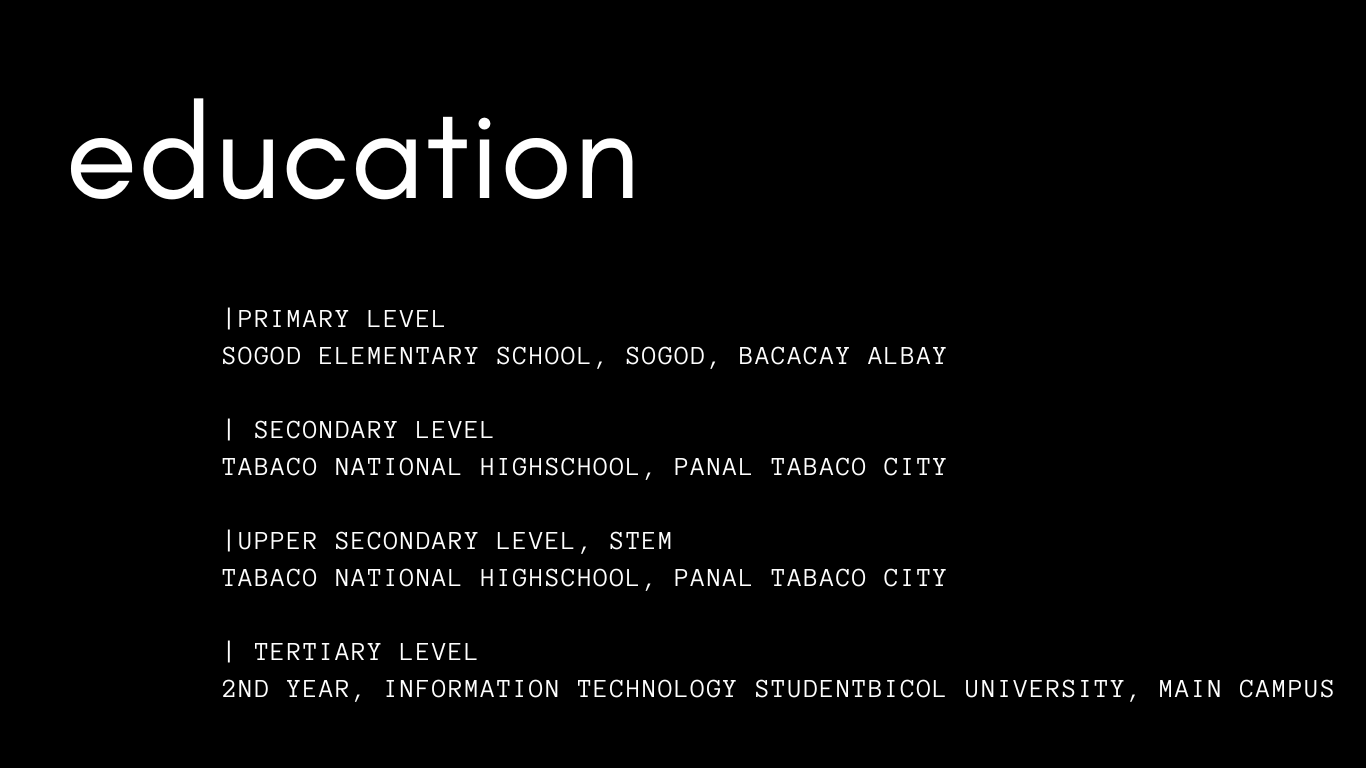 education
|PRIMARY LEVEL
SOGOD ELEMENTARY SCHOOL, SOGOD, BACACAY ALBAY
| SECONDARY LEVEL
TABACO NATIONAL HIGHSCHOOL, PANAL TABACO CITY
|UPPER SECONDARY LEVEL, STEM
TABACO NATIONAL HIGHSCHOOL, PANAL TABACO CITY
| TERTIARY LEVEL
2ND YEAR, INFORMATION TECHNOLOGY STUDENTBICOL UNIVERSITY, MAIN CAMPUS